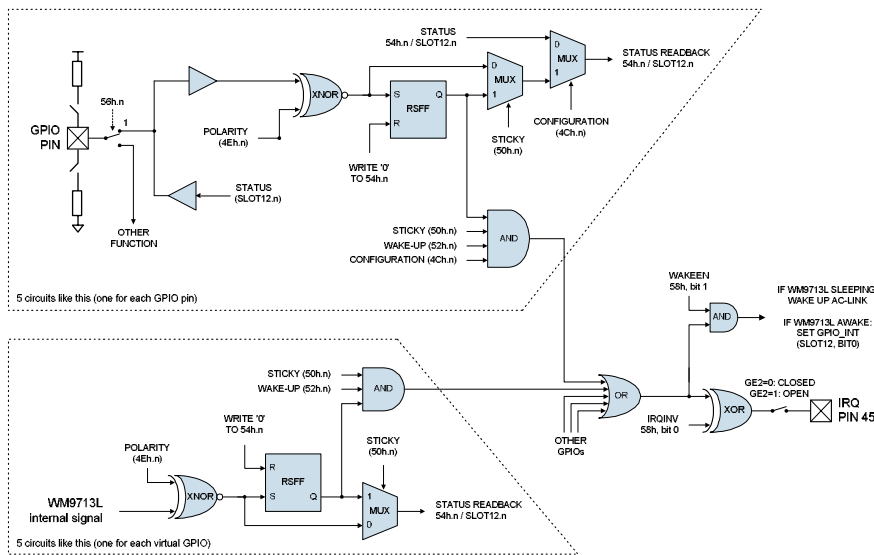 STATUS
54h.n / SLOT12.n
0
MUX
1
STATUS READBACK
54h.n / SLOT12.n
0
MUX
1
XNOR
S
Q
RSFF
R
56h.n
1
GPIO
PIN
POLARITY
(4Eh.n)
CONFIGURATION
(4Ch.n)
STICKY
(50h.n)
WRITE '0'
TO 54h.n
STATUS
(SLOT12.n)
OTHER
FUNCTION
STICKY (50h.n)
WAKE-UP (52h.n)
CONFIGURATION (4Ch.n)
AND
5 circuits like this (one for each GPIO pin)
WAKEEN
58h, bit 1
AND
IF WM9713L SLEEPING
WAKE UP AC-LINK
IF WM9713L AWAKE:
SET GPIO_INT
(SLOT12, BIT0)
STICKY (50h.n)
WAKE-UP (52h.n)
AND
OR
OTHER
GPIOs
IRQINV
58h, bit 0
XOR
GE2=0: CLOSED
GE2=1: OPEN
IRQ
PIN 45
WRITE '0'
TO 54h.n
STICKY
(50h.n)
POLARITY
(4Eh.n)
R
RSFF
S
Q
XNOR
WM9713L
internal signal
1
MUX
0
STATUS READBACK
54h.n / SLOT12.n
5 circuits like this (one for each virtual GPIO)